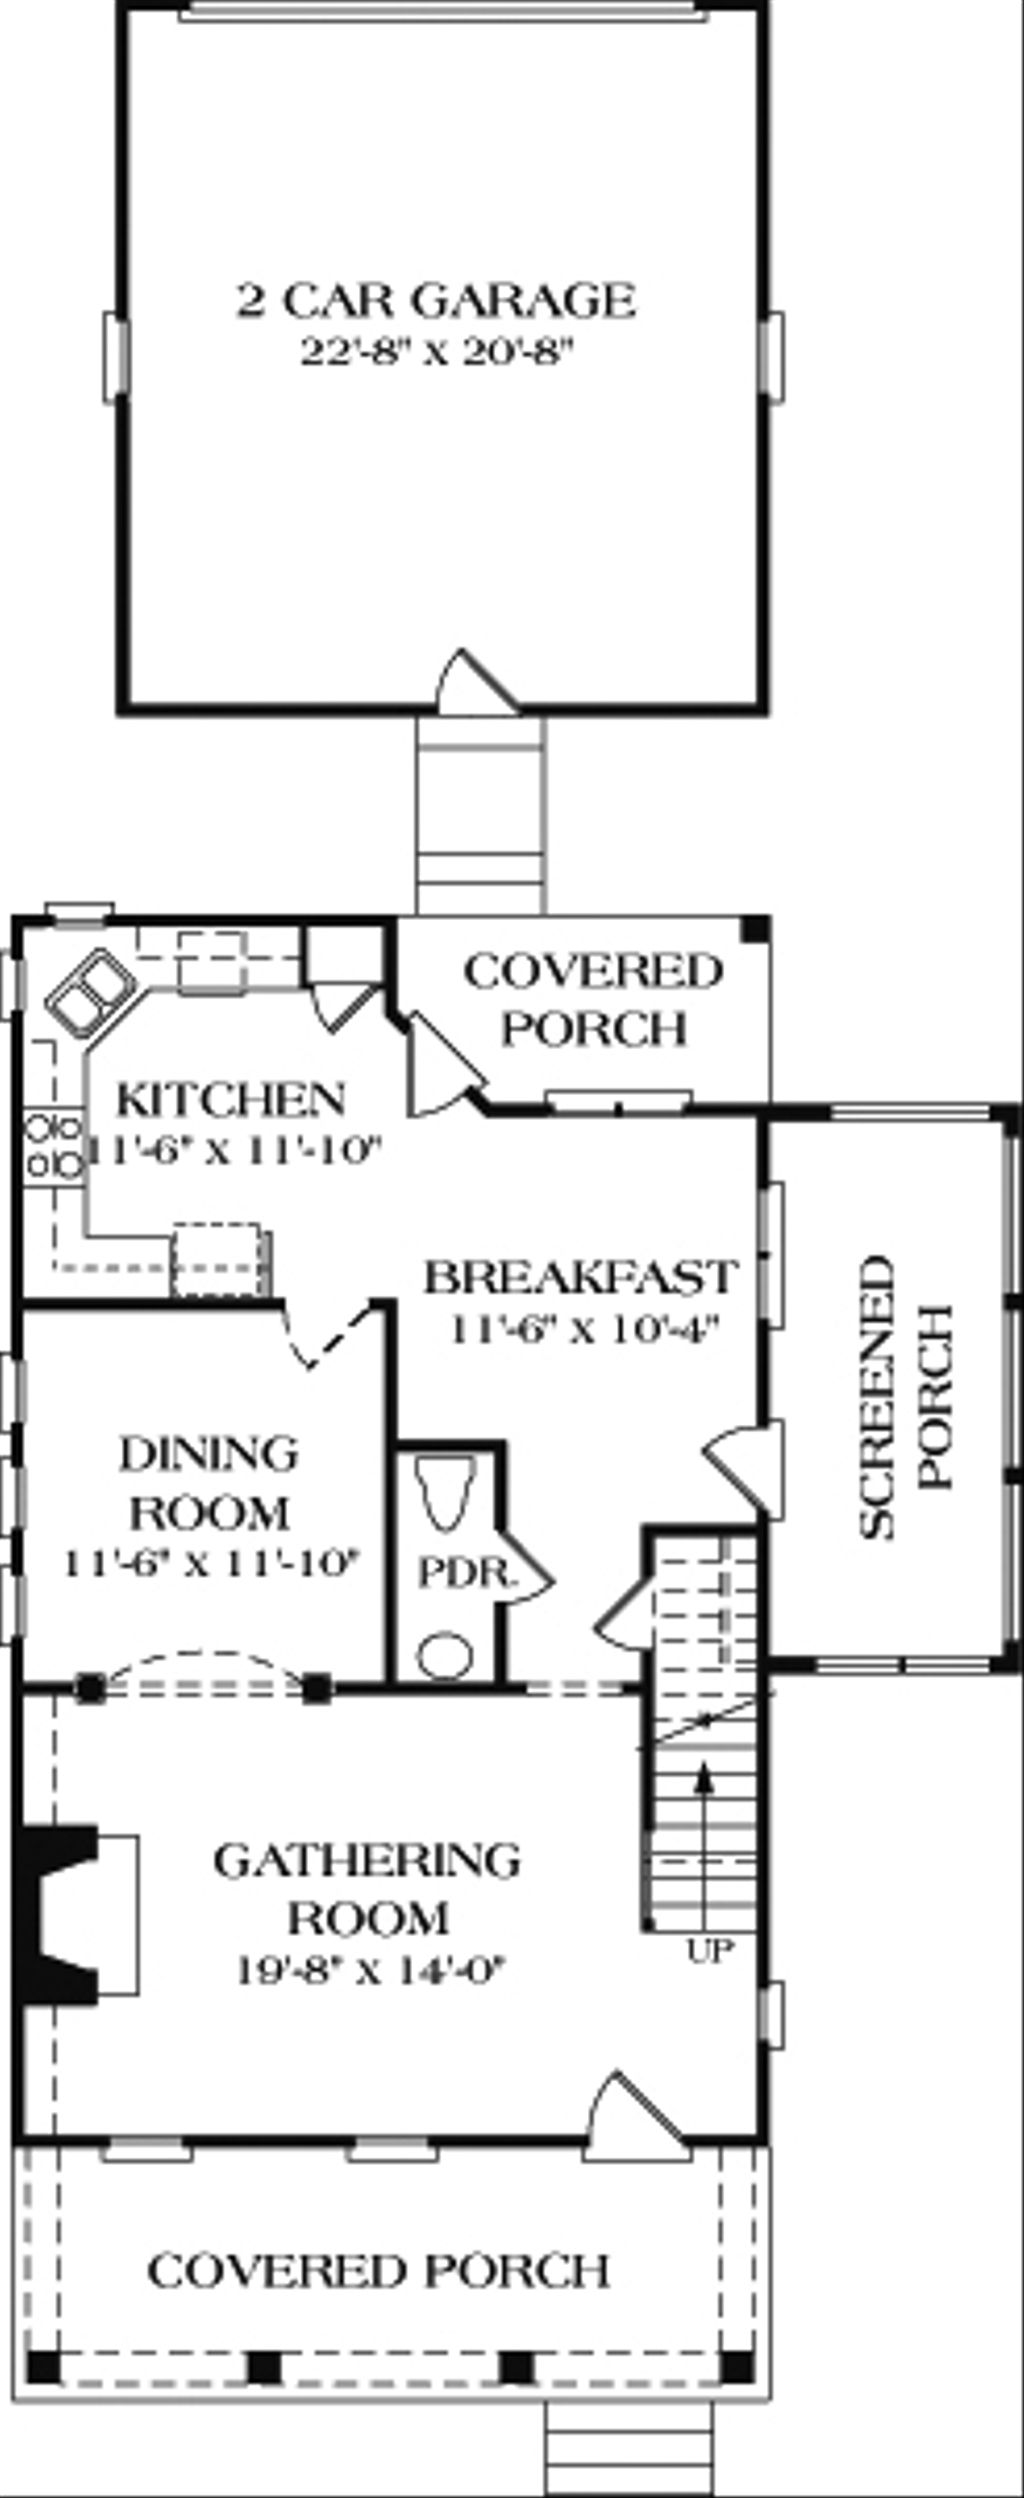 2 CAR GARAGE
22'-8" X 20'-8"
COVERED
PORCH
KITCHEN
11'-6" X 11'-10"
BREAKFAST
11'-6" X 10'-4"
SCREENED
PORCH
DINING
ROOM
11'-6" X 11'-10"
PDR.
GATHERING
ROOM
19'-8" X 14'-0"
UP
COVERED PORCH